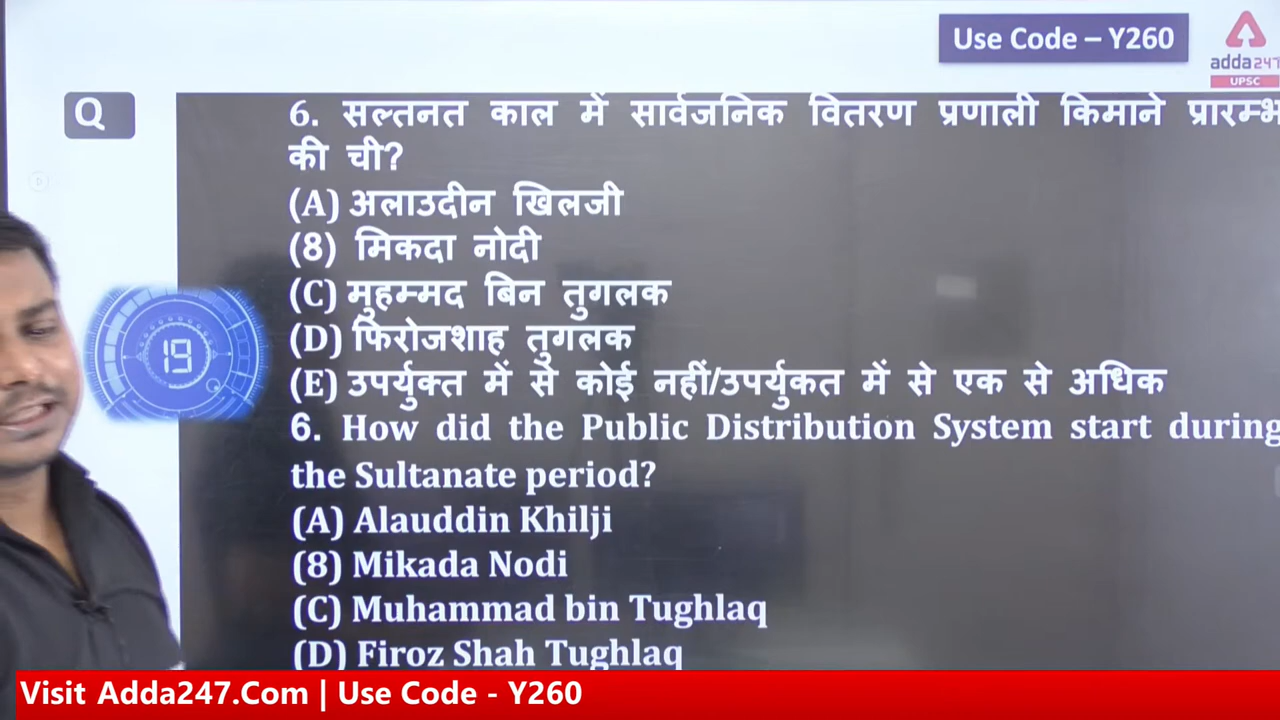 Use Code – Y260
adda247
UPSC
Q
6. सल्तनत काल में सार्वजनिक वितरण प्रणाली किमाने प्रारम्भ
की ची?
(A) अलाउदीन खिलजी
(8) मिकदा नोदी
(C) मुहम्मद बिन तुगलक
(D) फिरोजशाह तुगलक
(E) उपर्युक्त में से कोई नहीं/उपर्युकत में से एक से अधिक
19
6. How did the Public Distribution System start during
the Sultanate period?
(A) Alauddin Khilji
(8) Mikada Nodi
(C) Muhammad bin Tughlaq
(D) Firoz Shah Tughlaq
Visit Adda247.Com | Use Code - Y260